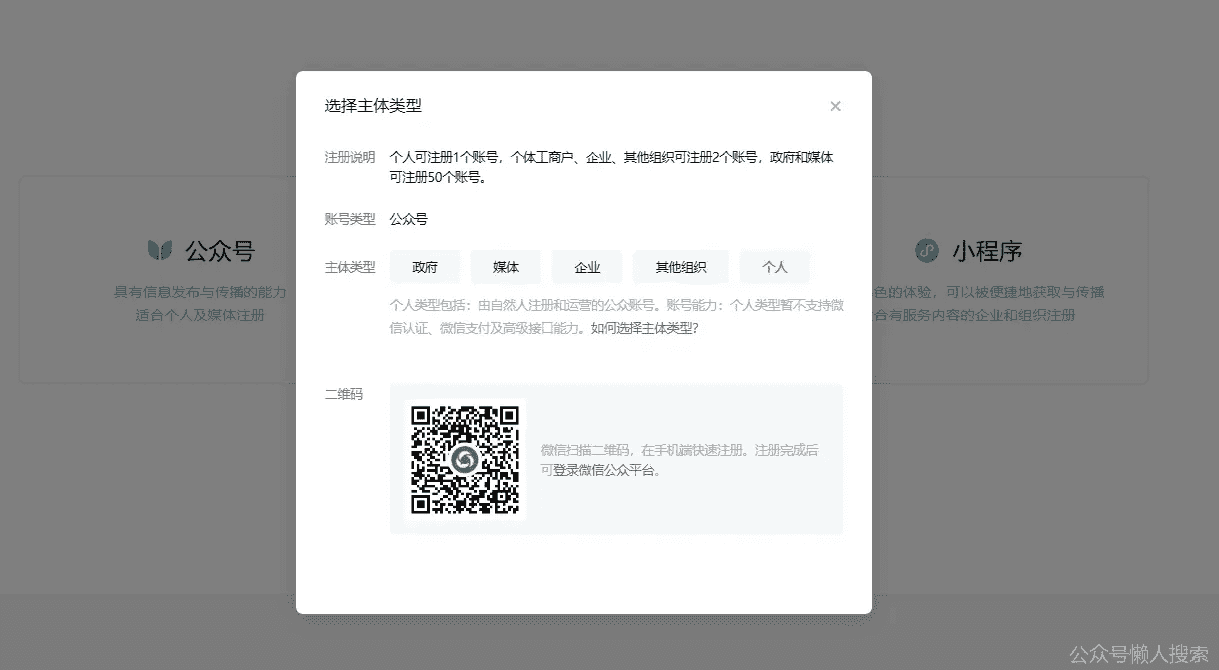 选择主体类型
×
注册说明 个人可注册1个账号，个体工商户、企业、其他组织可注册2个账号，政府和媒体
可注册50个账号。
账号类型 公众号
公众号
小程序
主体类型 政府 媒体 企业 其他组织 个人
具有信息发布与传播的能力
色的体验，可以被便捷地获取与传播
个人类型包括：由自然人注册和运营的公众账号。账号能力：个人类型暂不支持微
适合个人及媒体注册
合有服务内容的企业和组织注册
信认证、微信支付及高级接口能力。如何选择主体类型?
二维码
微信扫描二维码，在手机端快速注册。注册完成后
可登录微信公众平台。
公众号懒人搜索